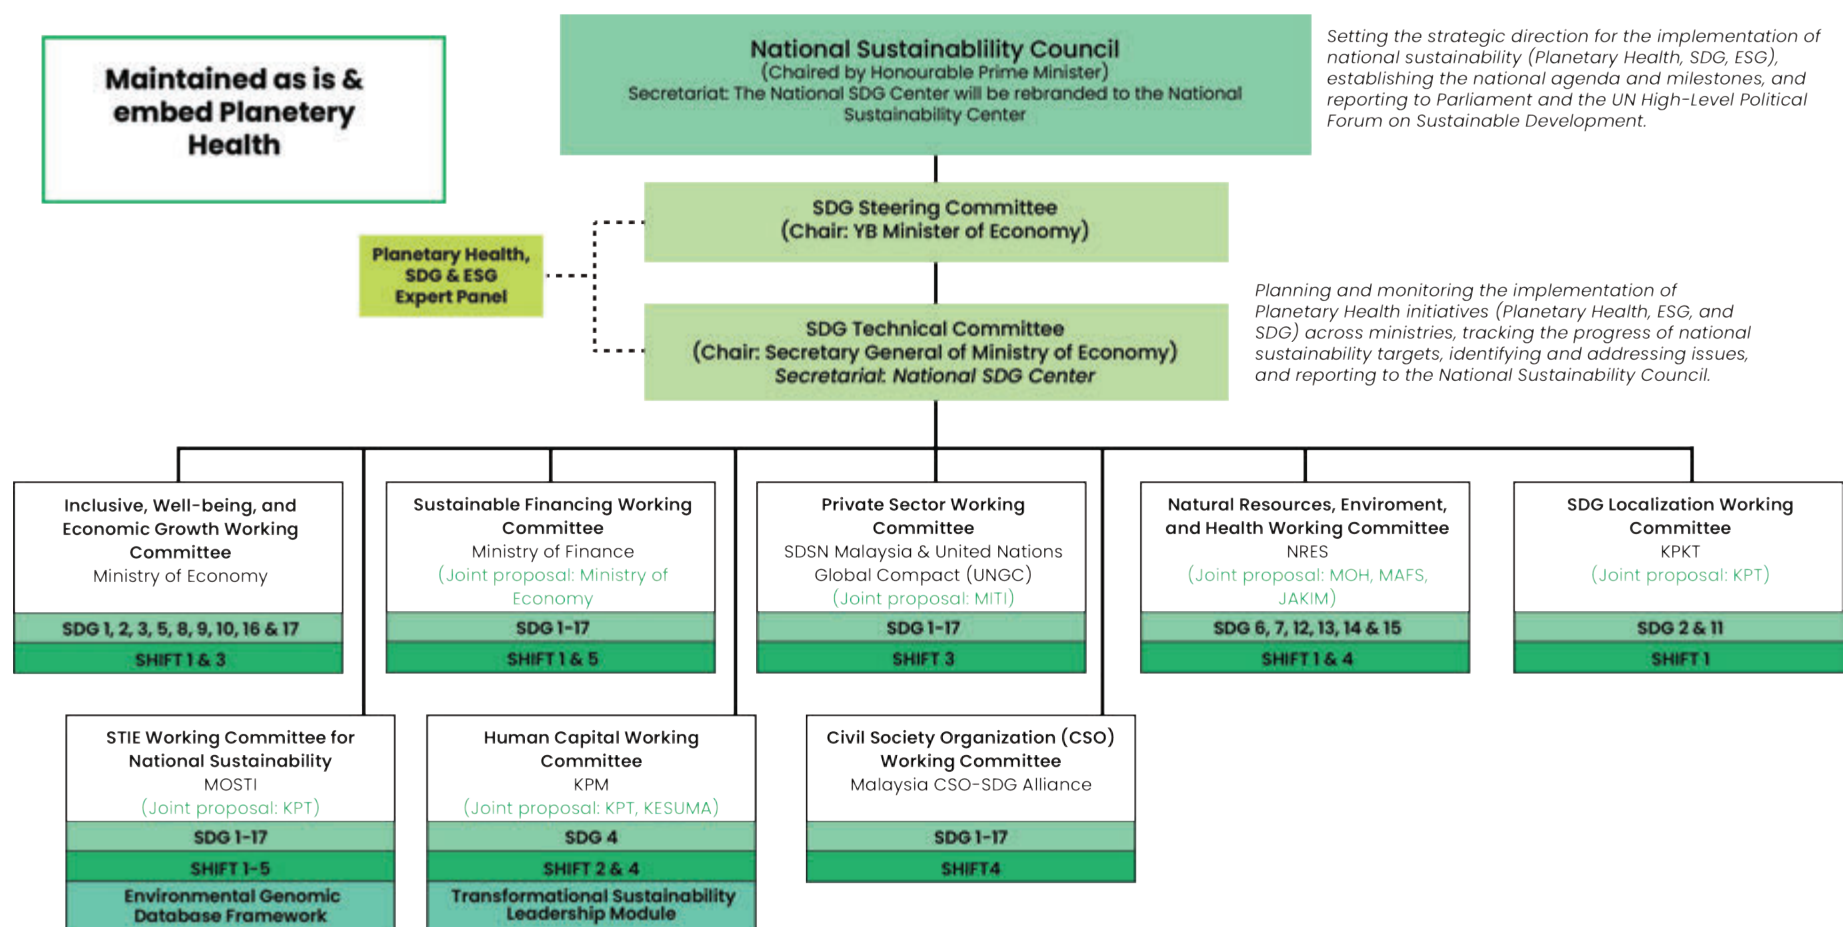 Maintained as is &
embed Planetery
Health
National Sustainablility Council
(Chaired by Honourable Prime Minister)
Secretariat: The National SDG Center will be rebranded to the National
Sustainability Center
Setting the strategic direction for the implementation of
national sustainability (Planetary Health, SDG, ESG),
establishing the national agenda and milestones, and
reporting to Parliament and the UN High-Level Political
Forum on Sustainable Development.
SDG Steering Committee
(Chair: YB Minister of Economy)
Planetary Health,
SDG & ESG
Expert Panel
SDG Technical Committee
(Chair: Secretary General of Ministry of Economy)
Secretarial: National SDG Center
Planning and monitoring the implementation of
Planetary Health initiatives (Planetary Health, ESG, and
SDG) across ministries, tracking the progress of national
sustainability targets, identifying and addressing issues,
and reporting to the National Sustainability Council.
Inclusive, Well-being, and
Economic Growth Working
Committee
Ministry of Economy
SDG 1, 2, 3, 5, 8, 9, 10, 16 & 17
SHIFT 1 & 3
Sustainable Financing Working
Committee
Ministry of Finance
(Joint proposal: Ministry of
Economy
SDG 1-17
SHIFT 1 & 5
Private Sector Working
Committee
SDSN Malaysia & United Nations
Global Compact (UNGC)
(Joint proposal: MITI)
SDG 1-17
SHIFT 3
Natural Resources, Enviroment,
and Health Working Committee
NRES
(Joint proposal: MOH, MAFS,
JAKIM)
SDG 6, 7, 12, 13, 14 & 15
SHIFT 1 & 4
SDG Localization Working
Committee
KPKT
(Joint proposal: KPT)
SDG 2 & 11
SHIFT 1
STIE Working Committee for
National Sustainability
MOSTI
(Joint proposal: KPT)
SDG 1-17
SHIFT 1-5
Environmental Genomic
Database Framework
Human Capital Working
Committee
KPM
(Joint proposal: KPT, KESUMA)
SDG 4
SHIFT 2 & 4
Transformational Sustainability
Leadership Module
Civil Society Organization (CSO)
Working Committee
Malaysia CSO-SDG Alliance
SDG 1-17
SHIFT4